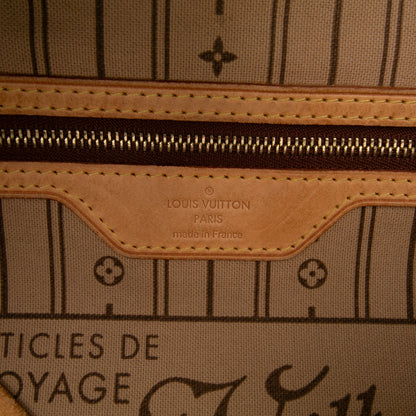 LOUIS VUITTON
PARIS
made in France
TICLES DE
OYAGE